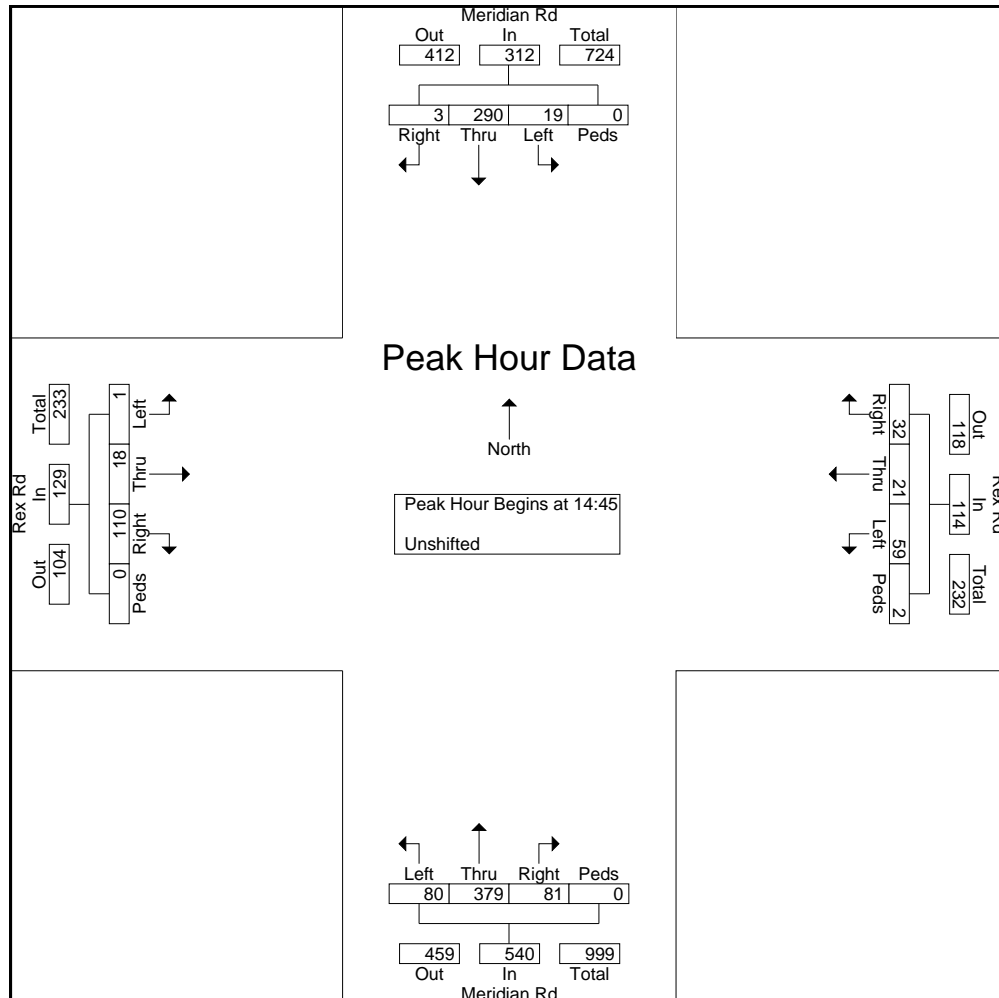 Meridian Rd
Out In Total
412 312 724
3 290 19 0
Right Thru Left Peds
Peak Hour Data
North
Peak Hour Begins at 14:45
Unshifted
Rex Rd
Out In Total
104 129 233
1 18 110 0
Left Thru Right Peds
Rex Rd
Out In Total
118 114 232
32 21 59 2
Right Thru Left Peds
Left Thru Right Peds
80 379 81 0
459 540 999
Out In Total
Meridian Rd